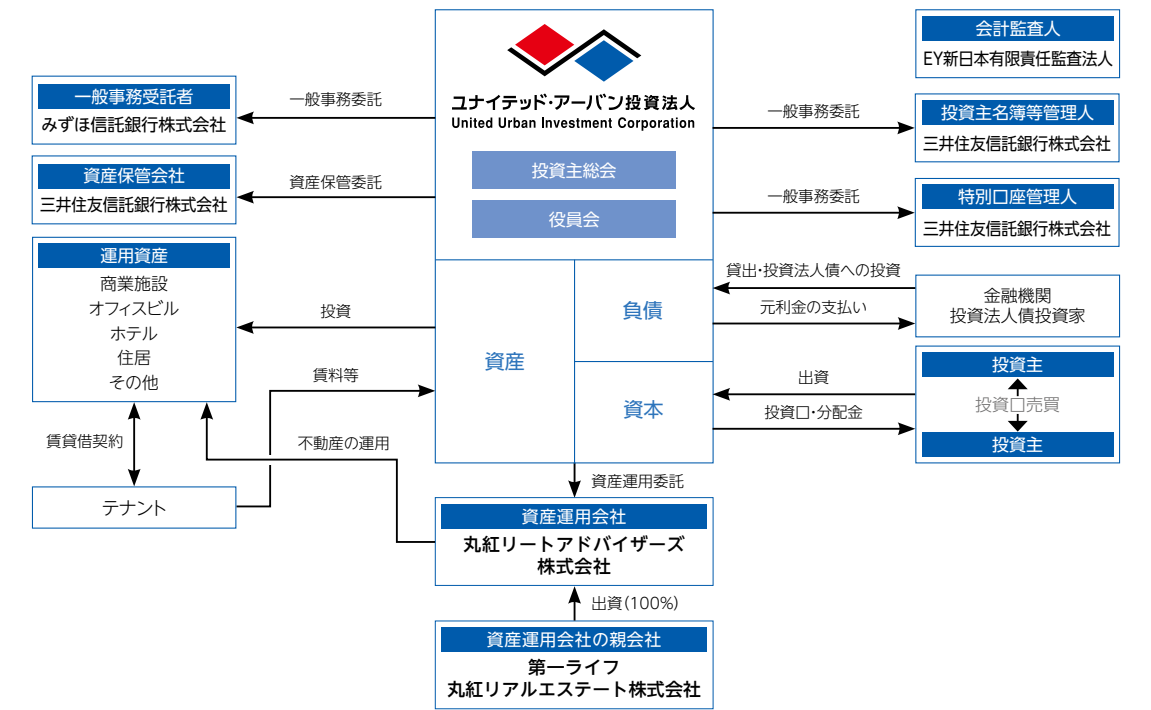 ユナイテッド・アーバン投資法人
United Urban Investment Corporation
投資主総会
役員会
資産
負債
資本
一般事務受託者
みずほ信託銀行株式会社
一般事務委託
資産保管会社
三井住友信託銀行株式会社
資産保管委託
運用資産
商業施設
オフィスビル
ホテル
住居
その他
投資
賃料等
賃貸借契約
不動産の運用
テナント
会計監査人
EY新日本有限責任監査法人
一般事務委託
投資主名簿等管理人
三井住友信託銀行株式会社
一般事務委託
特別口座管理人
三井住友信託銀行株式会社
貸出・投資法人債への投資
元利金の支払い
金融機関
投資法人債投資家
出資
投資口・分配金
投資主
投資口売買
投資主
資産運用委託
資産運用会社
丸紅リートアドバイザーズ
株式会社
出資(100%)
資産運用会社の親会社
第一ライフ
丸紅リアルエステート株式会社